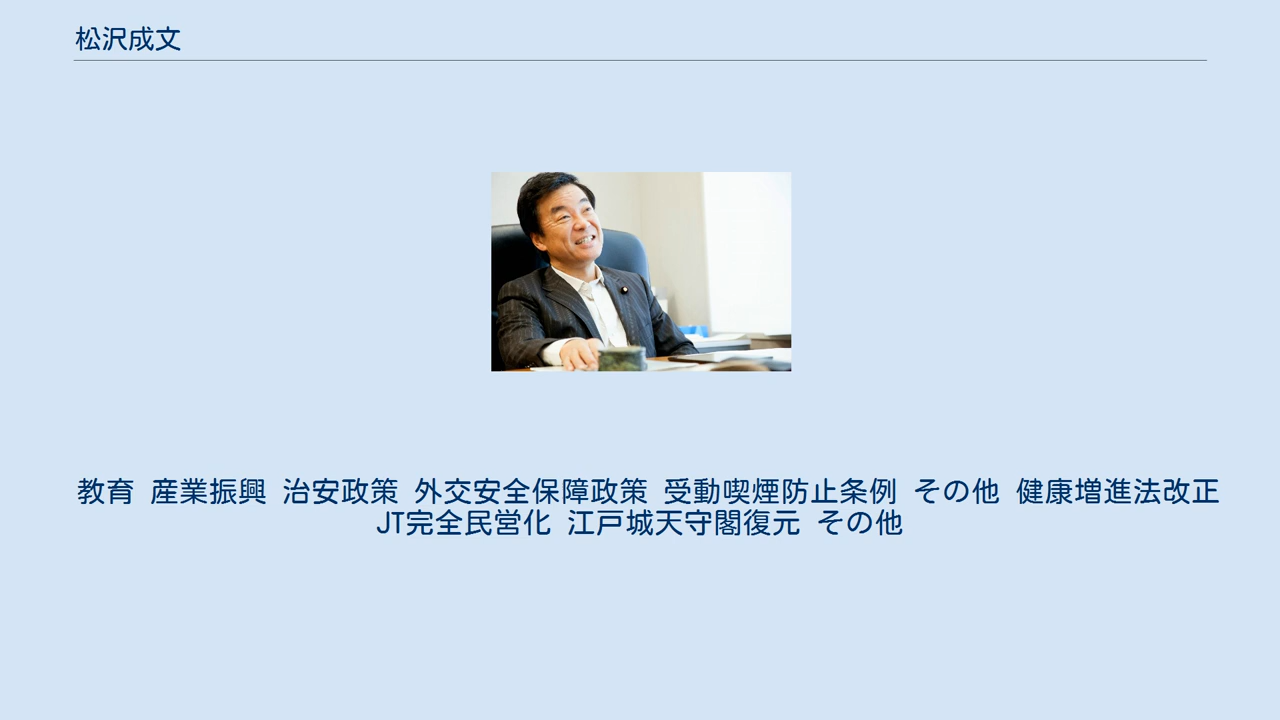 松沢成文
教育 産業振興 治安政策 外交安全保障政策 受動喫煙防止条例 その他 健康増進法改正
JT完全民営化 江戸城天守閣復元 その他